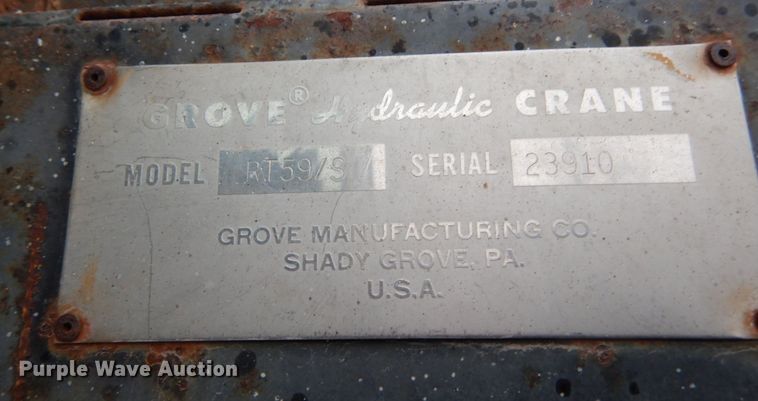 GROVE® Hydraulic CRANE
MODEL RT59/S SERIAL 23910
GROVE MANUFACTURING CO.
SHADY GROVE, PA.
U.S.A.
Purple Wave Auction